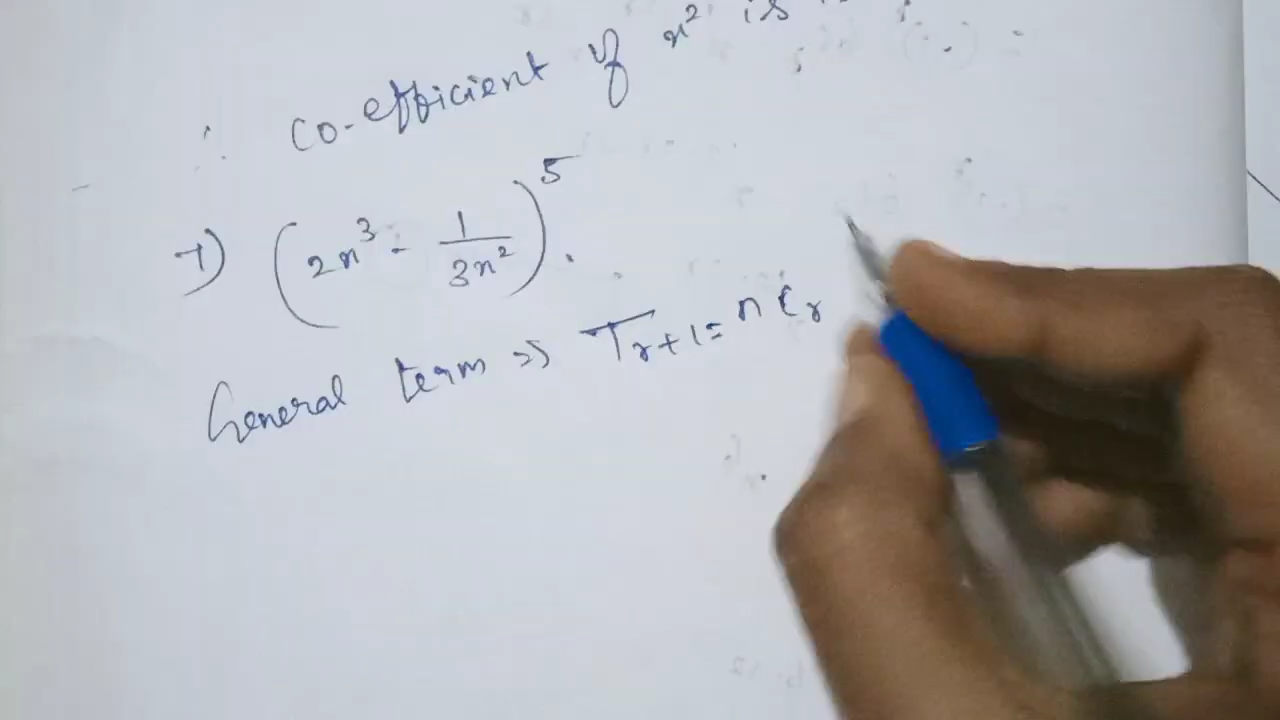 ∴ co-efficient of x² is
7) (2x³ - 1/3x²)⁵.
General term ⇒ Tr+1 = nCr